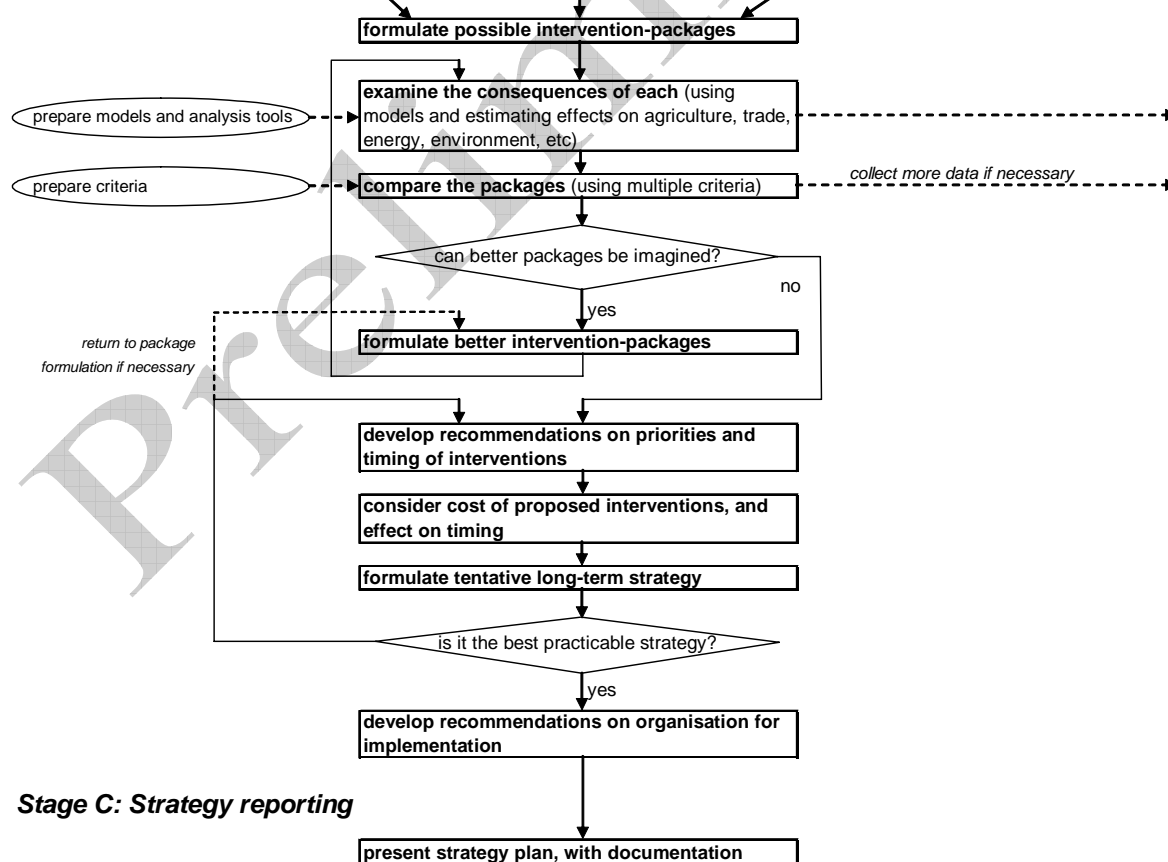 formulate possible intervention-packages
examine the consequences of each (using
models and estimating effects on agriculture, trade,
energy, environment, etc)
prepare models and analysis tools
prepare criteria
compare the packages (using multiple criteria)
collect more data if necessary
can better packages be imagined?
no
yes
return to package
formulation if necessary
formulate better intervention-packages
develop recommendations on priorities and
timing of interventions
consider cost of proposed interventions, and
effect on timing
formulate tentative long-term strategy
is it the best practicable strategy?
yes
develop recommendations on organisation for
implementation
Stage C: Strategy reporting
present strategy plan, with documentation
Prelim